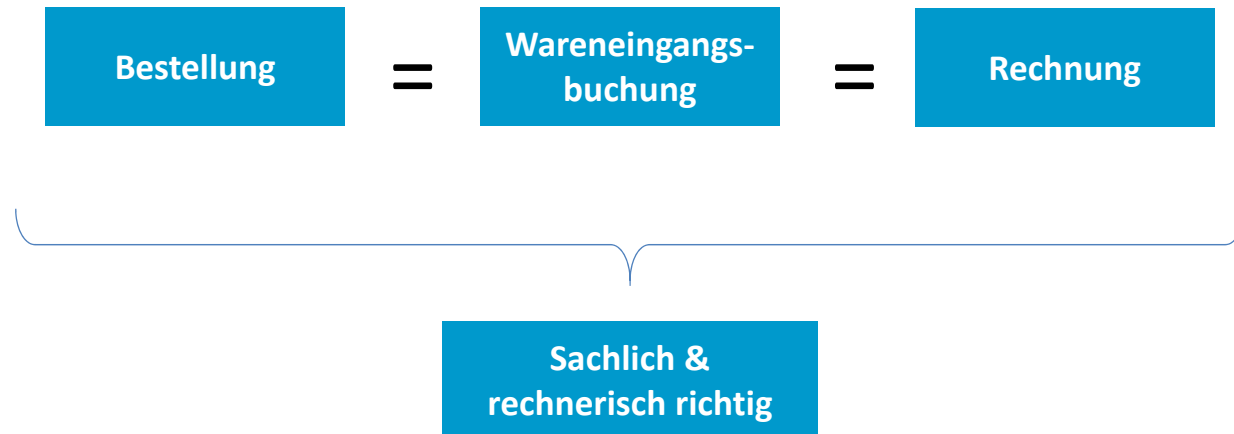 Bestellung
=
Wareneingangs-
buchung
=
Rechnung
Sachlich &
rechnerisch richtig